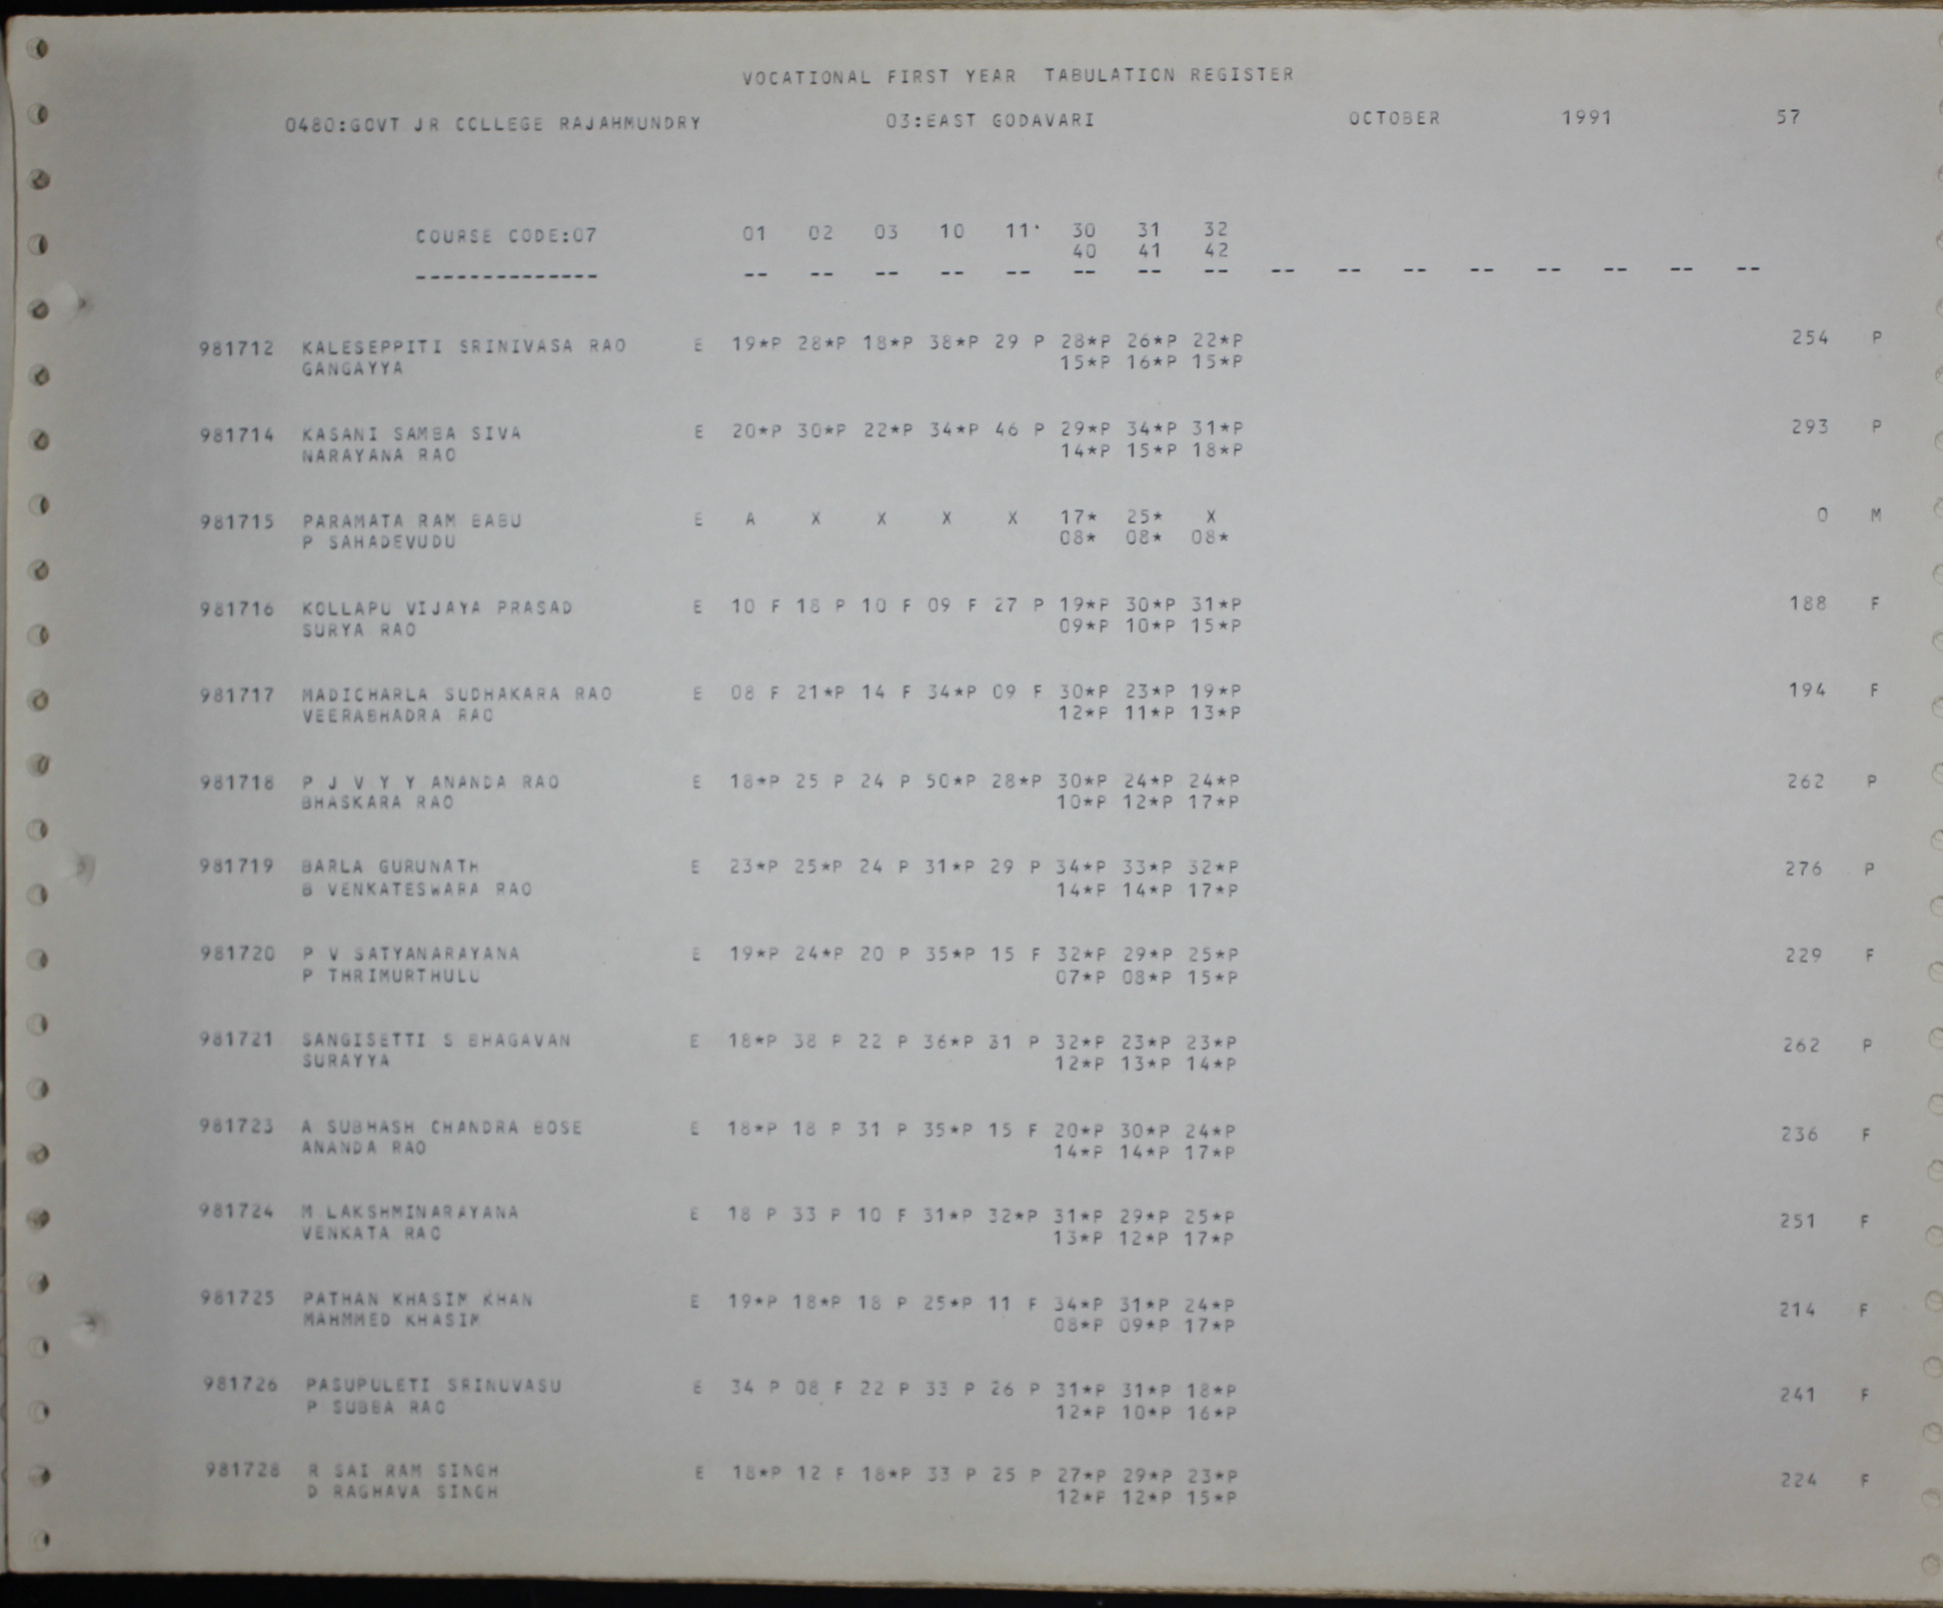 VOCATIONAL FIRST YEAR TABULATION REGISTER
0480:GOVT JR COLLEGE RAJAHMUNDRY 03:EAST GODAVARI OCTOBER 1991 57
COURSE CODE:07 01 02 03 10 11 30 31 32
40 41 42
-------------- -- -- -- -- -- -- -- -- -- -- -- -- -- -- -- --
981712 KALESEPPITI SRINIVASA RAO E 19*P 28*P 18*P 38*P 29 P 28*P 26*P 22*P 254 P
GANGAYYA 15*P 16*P 15*P
981714 KASANI SAMBA SIVA E 20*P 30*P 22*P 34*P 46 P 29*P 34*P 31*P 293 P
NARAYANA RAO 14*P 15*P 18*P
981715 PARAMATA RAM BABU E A X X X X 17* 25* X 0 M
P SAHADEVUDU 08* 08* 08*
981716 KOLLAPU VIJAYA PRASAD E 10 F 18 P 10 F 09 F 27 P 19*P 30*P 31*P 188 F
SURYA RAO 09*P 10*P 15*P
981717 MADICHARLA SUDHAKARA RAO E 08 F 21*P 14 F 34*P 09 F 30*P 23*P 19*P 194 F
VEERABHADRA RAO 12*P 11*P 13*P
981718 P J V Y Y ANANDA RAO E 18*P 25 P 24 P 50*P 28*P 30*P 24*P 24*P 262 P
BHASKARA RAO 10*P 12*P 17*P
981719 BARLA GURUNATH E 23*P 25*P 24 P 31*P 29 P 34*P 33*P 32*P 276 P
B VENKATESWARA RAO 14*P 14*P 17*P
981720 P V SATYANARAYANA E 19*P 24*P 20 P 35*P 15 F 32*P 29*P 25*P 229 F
P THRIMURTHULU 07*P 08*P 15*P
981721 SANGISETTI S BHAGAVAN E 18*P 38 P 22 P 36*P 31 P 32*P 23*P 23*P 262 P
SURAYYA 12*P 13*P 14*P
981723 A SUBHASH CHANDRA BOSE E 18*P 18 P 31 P 35*P 15 F 20*P 30*P 24*P 236 F
ANANDA RAO 14*P 14*P 17*P
981724 M LAKSHMINARAYANA E 18 P 33 P 10 F 31*P 32*P 31*P 29*P 25*P 251 F
VENKATA RAO 13*P 12*P 17*P
981725 PATHAN KHASIM KHAN E 19*P 18*P 18 P 25*P 11 F 34*P 31*P 24*P 214 F
MAHMMED KHASIM 08*P 09*P 17*P
981726 PASUPULETI SRINUVASU E 34 P 08 F 22 P 33 P 26 P 31*P 31*P 18*P 241 F
P SUBBA RAO 12*P 10*P 16*P
981728 R SAI RAM SINGH E 18*P 12 F 18*P 33 P 25 P 27*P 29*P 23*P 224 F
D RAGHAVA SINGH 12*P 12*P 15*P